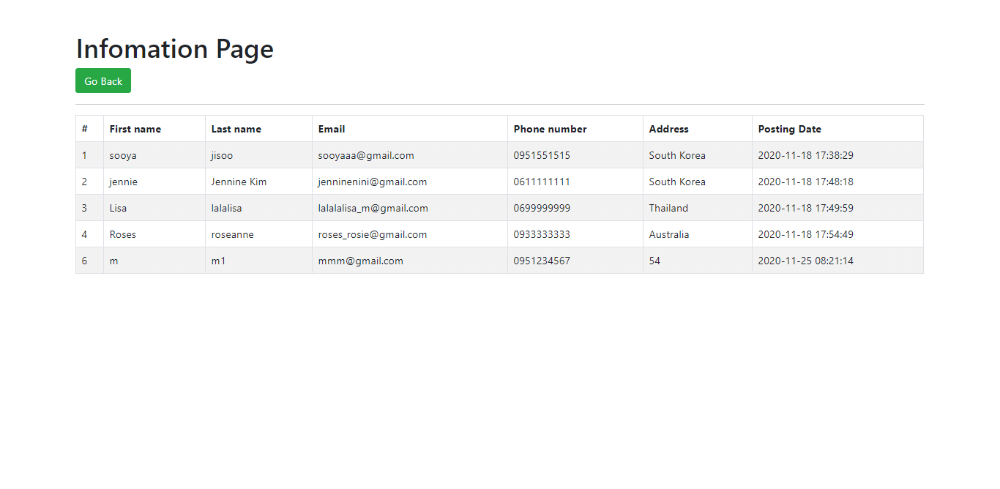 Infomation Page
Go Back
# First name Last name Email Phone number Address Posting Date
1 sooya jisoo sooyaaa@gmail.com 0951551515 South Korea 2020-11-18 17:38:29
2 jennie Jennine Kim jenninenini@gmail.com 0611111111 South Korea 2020-11-18 17:48:18
3 Lisa lalalisa lalalalisa_m@gmail.com 0699999999 Thailand 2020-11-18 17:49:59
4 Roses roseanne roses_rosie@gmail.com 0933333333 Australia 2020-11-18 17:54:49
6 m m1 mmm@gmail.com 0951234567 54 2020-11-25 08:21:14